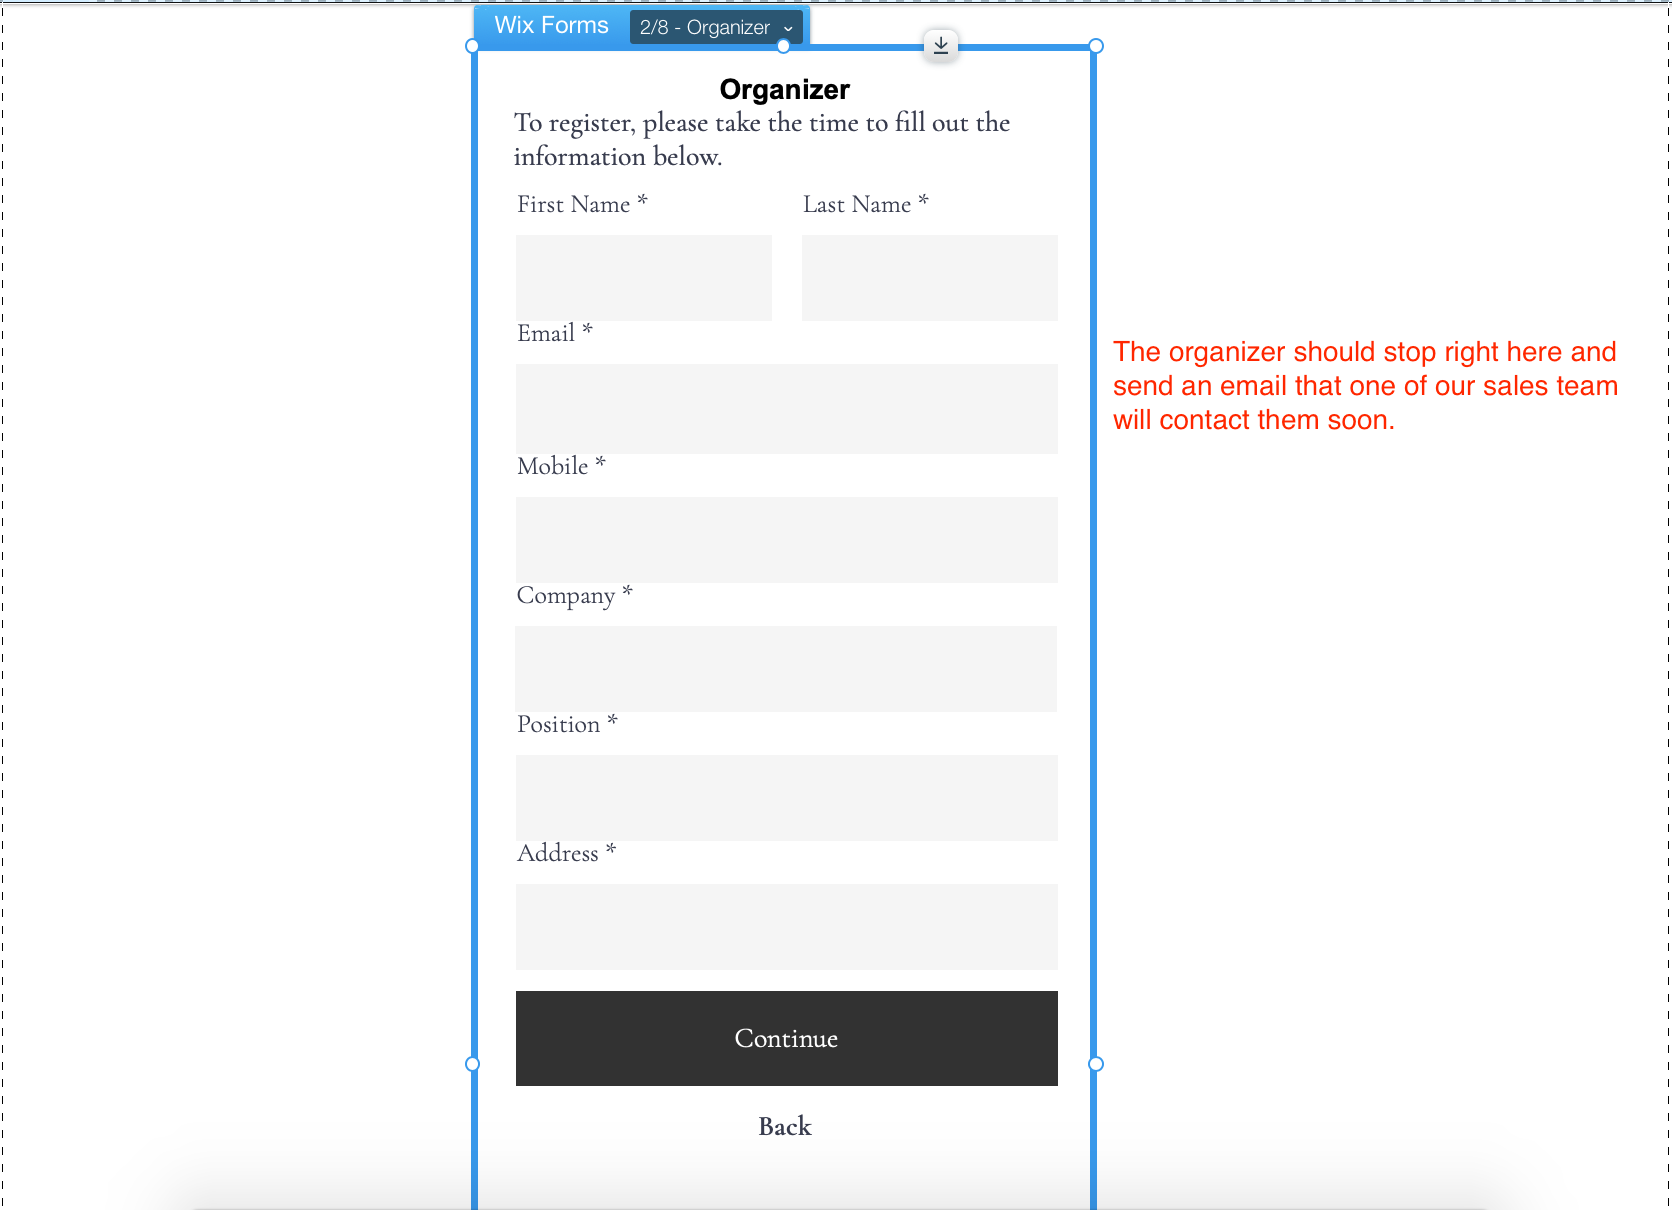 Wix Forms
2/8 - Organizer
Organizer
To register, please take the time to fill out the
information below.
First Name *
Last Name *
Email *
Mobile *
Company *
Position *
Address *
Continue
Back
The organizer should stop right here and
send an email that one of our sales team
will contact them soon.